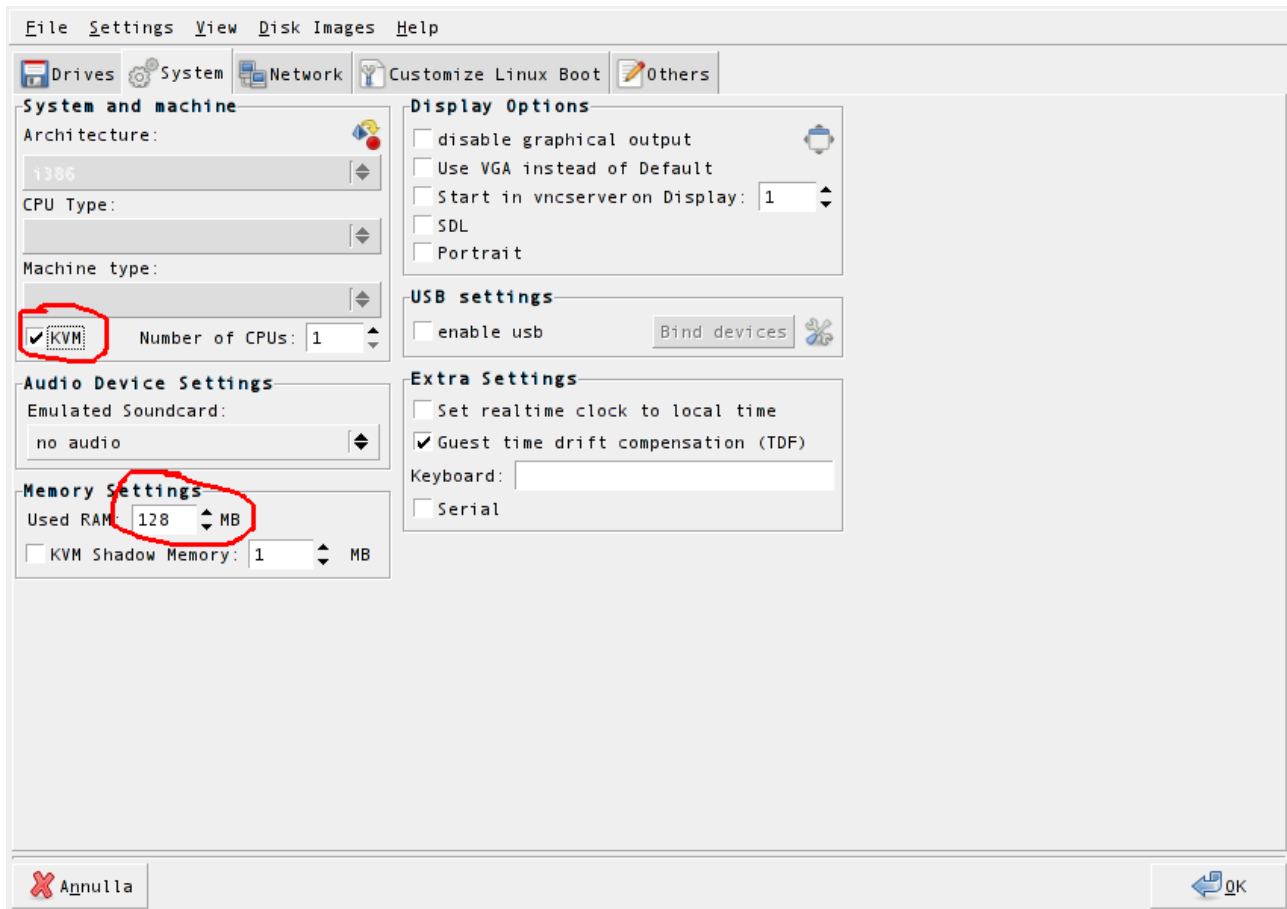 File Settings View Disk Images Help
Drives System Network Customize Linux Boot Others
System and machine
Architecture:
i386
CPU Type:
Machine type:
KVM Number of CPUs: 1
Audio Device Settings
Emulated Soundcard:
no audio
Memory Settings
Used RAM: 128 MB
KVM Shadow Memory: 1 MB
Display Options
disable graphical output
Use VGA instead of Default
Start in vncserveron Display: 1
SDL
Portrait
USB settings
enable usb Bind devices
Extra Settings
Set realtime clock to local time
Guest time drift compensation (TDF)
Keyboard:
Serial
Annulla OK